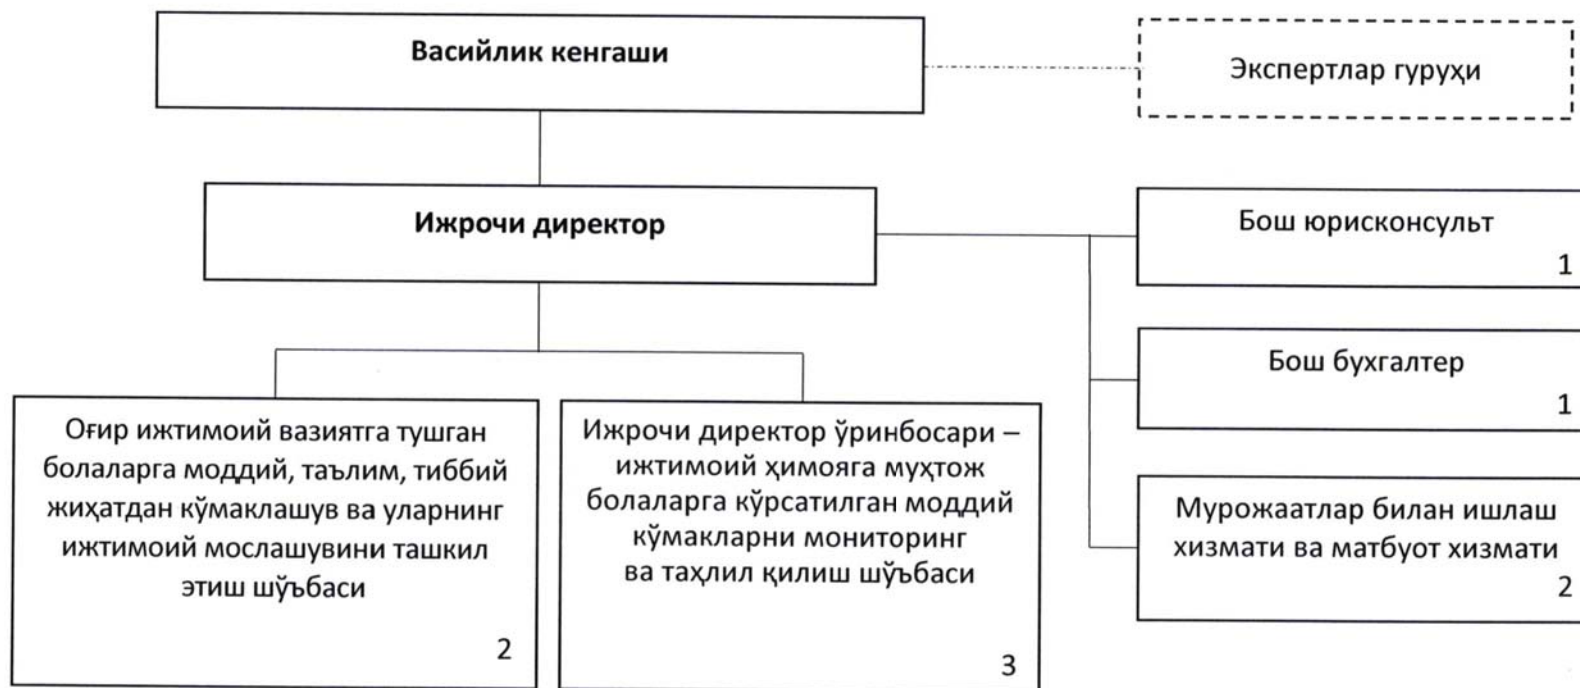 Васийлик кенгаши
Экспертлар гуруҳи
Ижрочи директор
Бош юрисконсульт
1
Бош бухгалтер
1
Мурожаатлар билан ишлаш
хизмати ва матбуот хизмати
2
Оғир ижтимоий вазиятга тушган
болаларга моддий, таълим, тиббий
жиҳатдан кўмаклашув ва уларнинг
ижтимоий мослашувини ташкил
этиш шўъбаси
2
Ижрочи директор ўринбосари –
ижтимоий ҳимояга муҳтож
болаларга кўрсатилган моддий
кўмакларни мониторинг
ва таҳлил қилиш шўъбаси
3